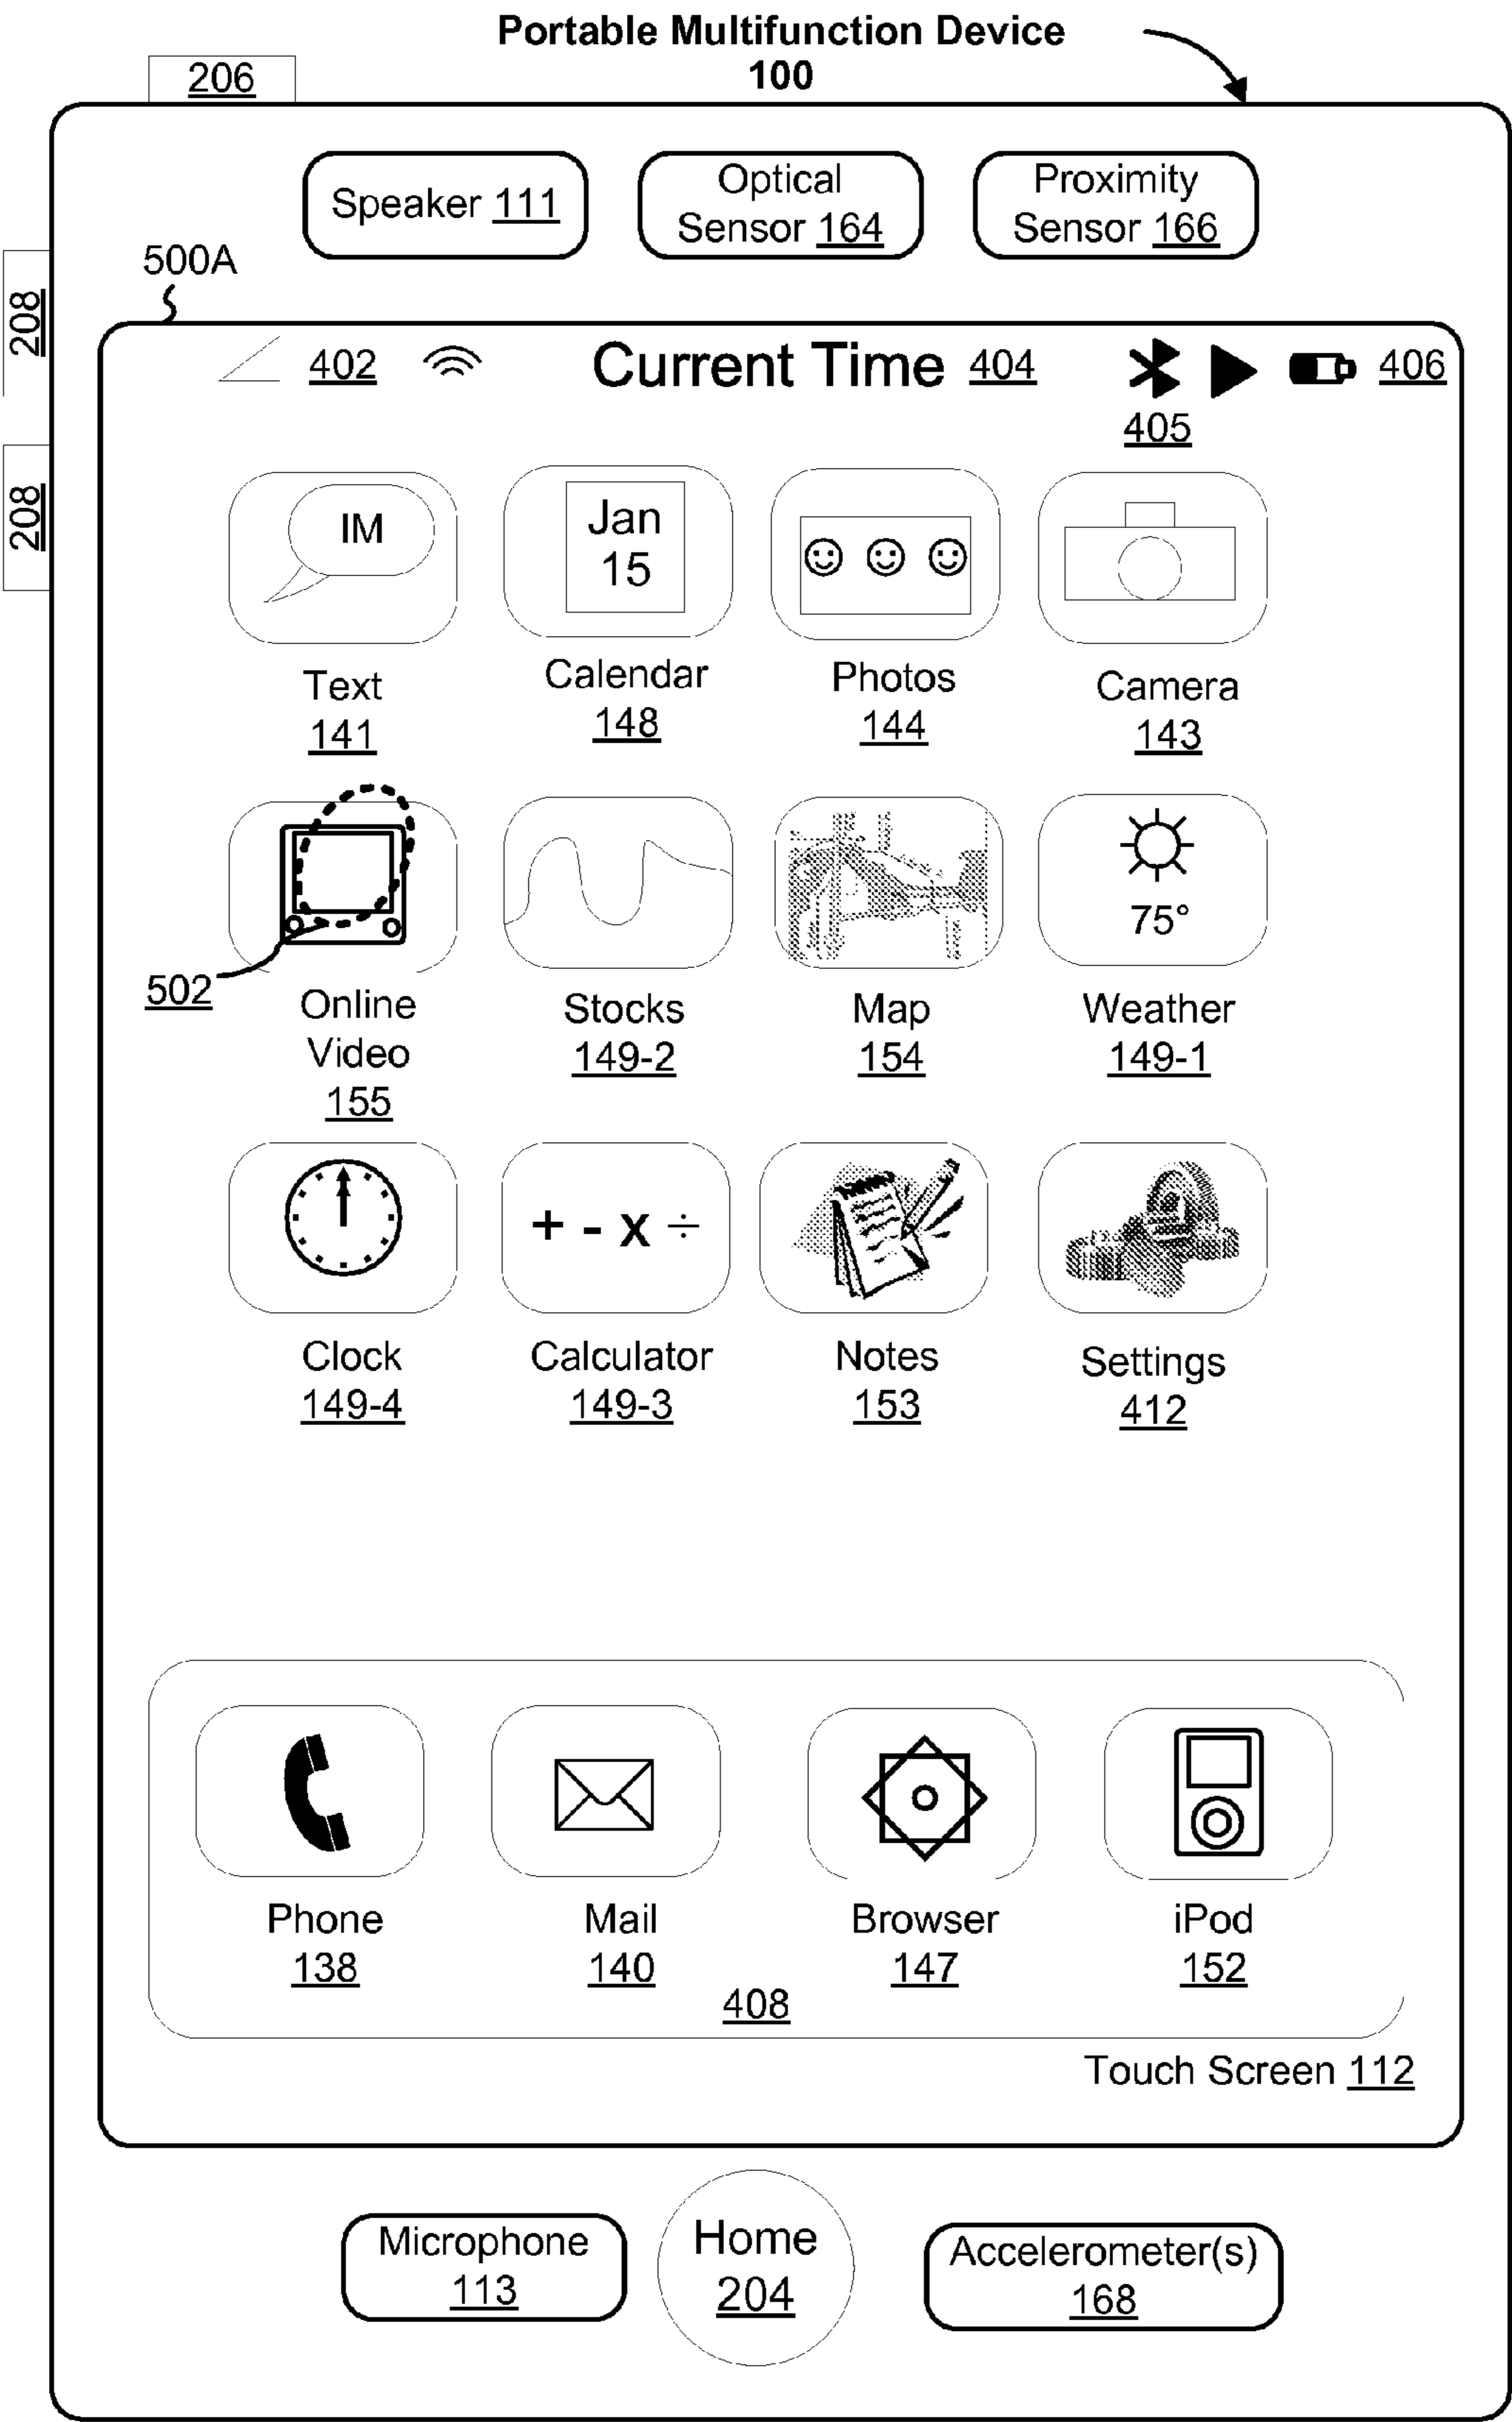 Portable Multifunction Device
100
206
Speaker 111
Optical
Sensor 164
Proximity
Sensor 166
500A
208
208
402
Current Time 404
406
405
IM
Jan
15
Text
141
Calendar
148
Photos
144
Camera
143
75°
502
Online
Video
155
Stocks
149-2
Map
154
Weather
149-1
+ - x ÷
Clock
149-4
Calculator
149-3
Notes
153
Settings
412
Phone
138
Mail
140
Browser
147
iPod
152
408
Touch Screen 112
Microphone
113
Home
204
Accelerometer(s)
168